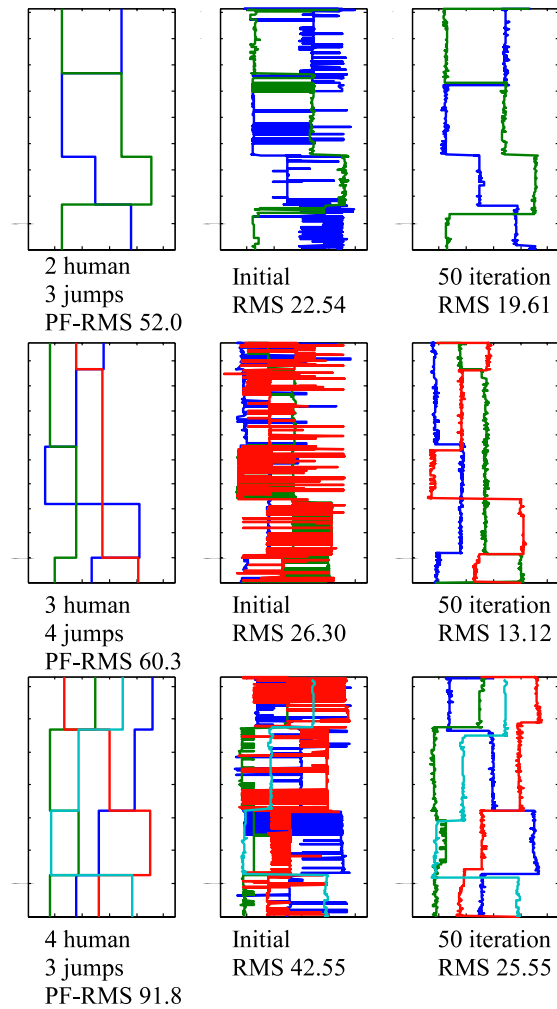 2 human
3 jumps
PF-RMS 52.0
Initial
RMS 22.54
50 iteration
RMS 19.61
3 human
4 jumps
PF-RMS 60.3
Initial
RMS 26.30
50 iteration
RMS 13.12
4 human
3 jumps
PF-RMS 91.8
Initial
RMS 42.55
50 iteration
RMS 25.55